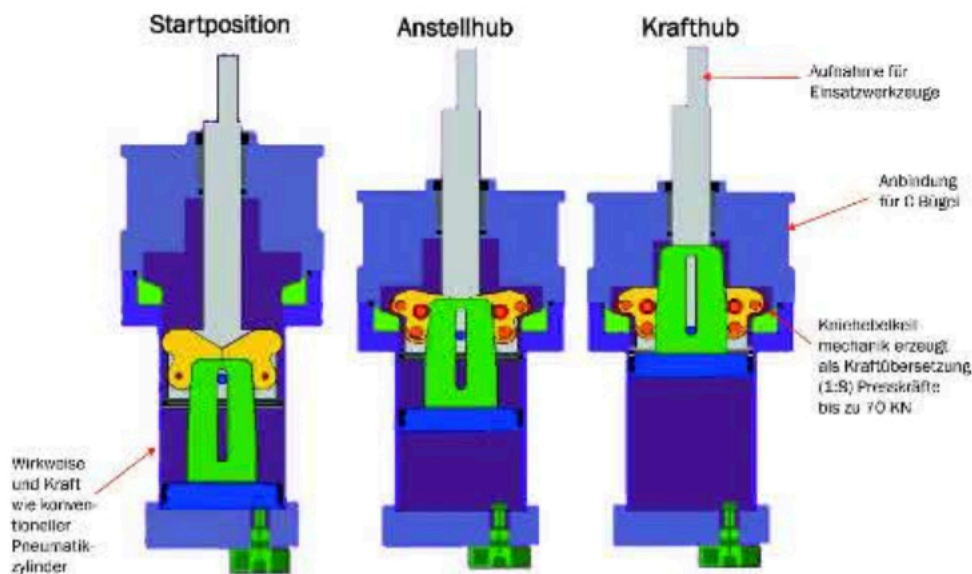 Startposition
Anstellhub
Krafthub
Aufnahme für
Einsatzwerkzeuge
Anbindung
für C Bügel
Kniehebelkeil
mechanik erzeugt
als Kraftübersetzung
(1:8) Presskräfte
bis zu 70 KN
Wirkweise
und Kraft
wie konven-
tioneller
Pneumatik-
zylinder